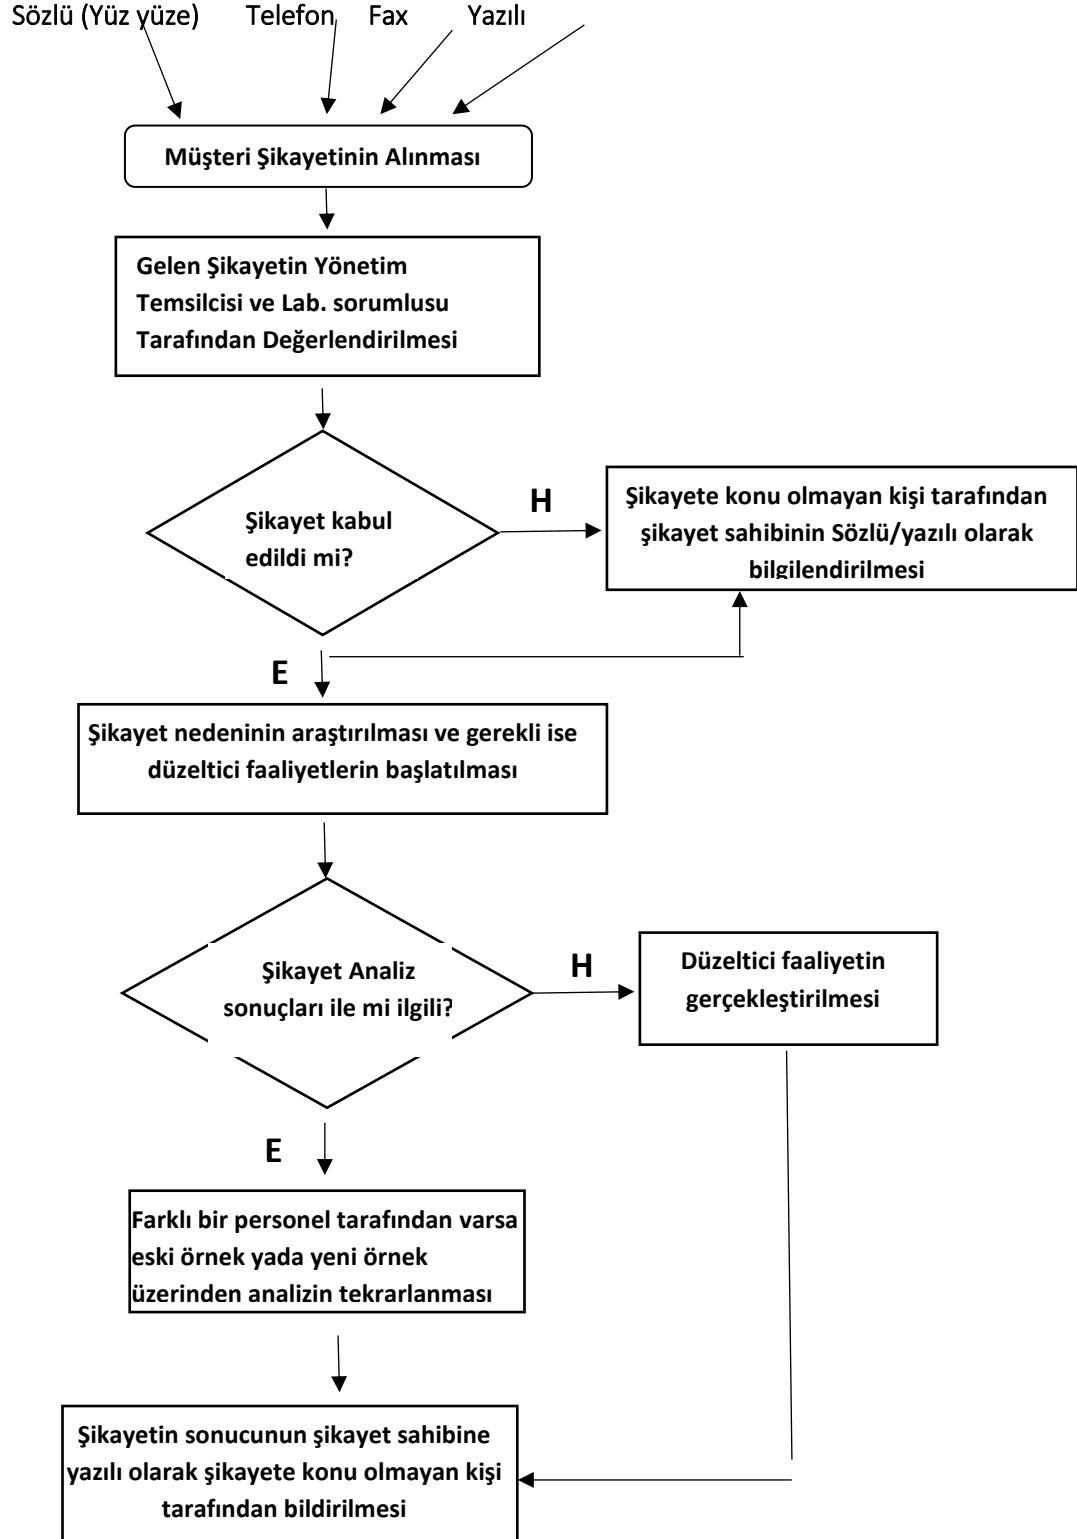 Sözlü (Yüz yüze) Telefon Fax Yazılı
Müşteri Şikayetinin Alınması
Gelen Şikayetin Yönetim
Temsilcisi ve Lab. sorumlusu
Tarafından Değerlendirilmesi
Şikayet kabul
edildi mi?
H
Şikayete konu olmayan kişi tarafından
şikayet sahibinin Sözlü/yazılı olarak
bilgilendirilmesi
E
Şikayet nedeninin araştırılması ve gerekli ise
düzeltici faaliyetlerin başlatılması
Şikayet Analiz
sonuçları ile mi ilgili?
H
Düzeltici faaliyetin
gerçekleştirilmesi
E
Farklı bir personel tarafından varsa
eski örnek yada yeni örnek
üzerinden analizin tekrarlanması
Şikayetin sonucunun şikayet sahibine
yazılı olarak şikayete konu olmayan kişi
tarafından bildirilmesi